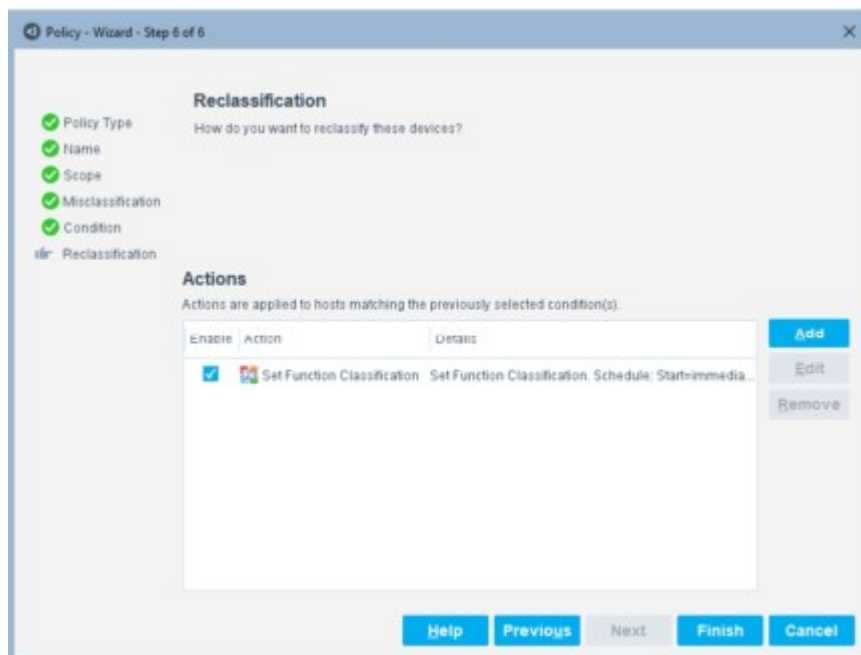 Policy - Wizard - Step 6 of 6
Reclassification
How do you want to reclassify these devices?
Policy Type
Name
Scope
Misclassification
Condition
Reclassification
Actions
Actions are applied to hosts matching the previously selected condition(s).
Enable Action Details
Set Function Classification Set Function Classification. Schedule: Start=immedia...
Add
Edit
Remove
Help Previous Next Finish Cancel